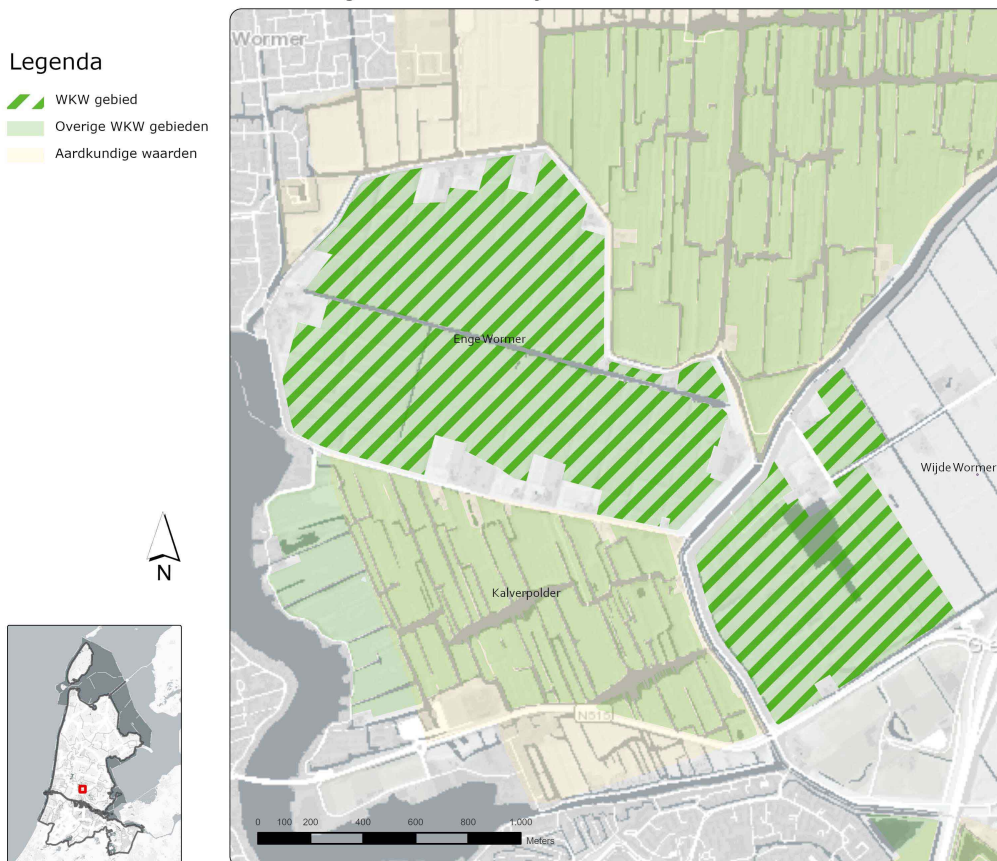 Wormer
Legenda
WKW gebied
Overige WKW gebieden
Aardkundige waarden
Enge Wormer
Wijde Wormer
Kalverpolder
N
N515
0 100 200 400 600 800 1.000
Meters